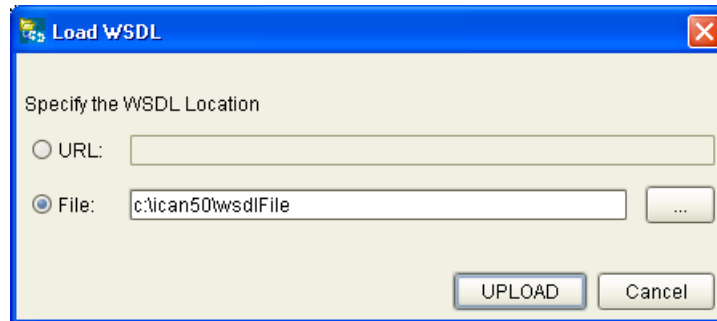 Load WSDL
Specify the WSDL Location
URL:
File: c:\ican50\wsdlFile ...
UPLOAD Cancel